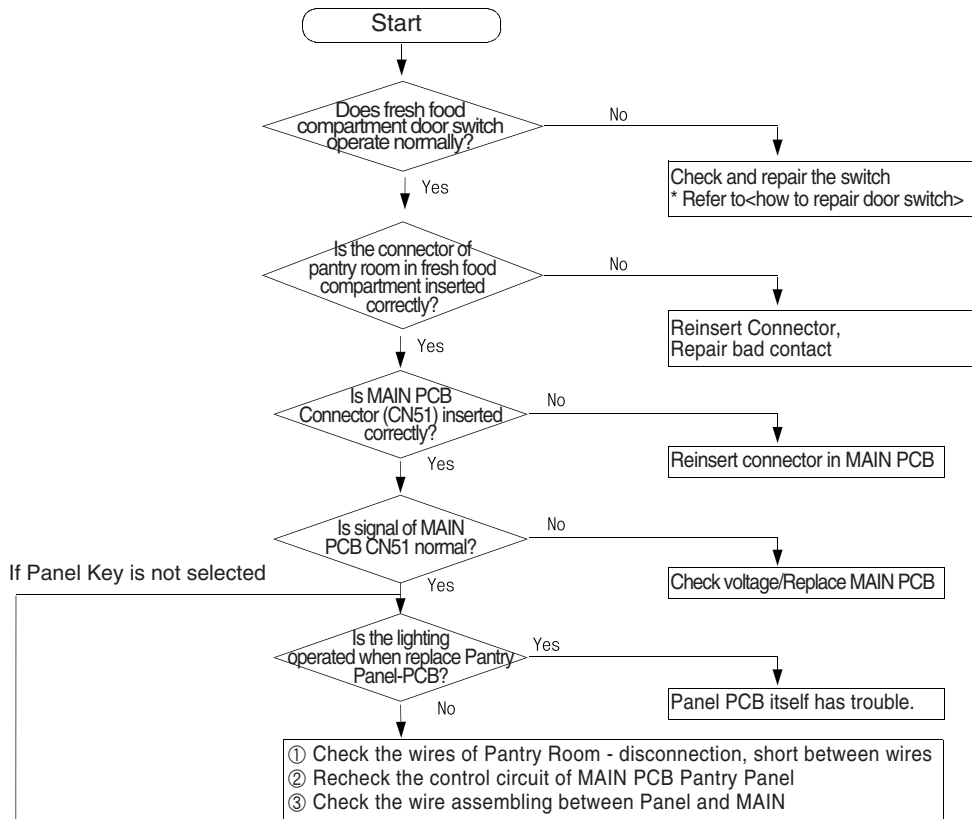 Start
Does fresh food
compartment door switch
operate normally?
No
Check and repair the switch
* Refer to<how to repair door switch>
Yes
Is the connector of
pantry room in fresh food
compartment inserted
correctly?
No
Reinsert Connector,
Repair bad contact
Yes
Is MAIN PCB
Connector (CN51) inserted
correctly?
No
Reinsert connector in MAIN PCB
Yes
Is signal of MAIN
PCB CN51 normal?
No
Check voltage/Replace MAIN PCB
If Panel Key is not selected
Yes
Is the lighting
operated when replace Pantry
Panel-PCB?
Yes
Panel PCB itself has trouble.
No
① Check the wires of Pantry Room - disconnection, short between wires
② Recheck the control circuit of MAIN PCB Pantry Panel
③ Check the wire assembling between Panel and MAIN